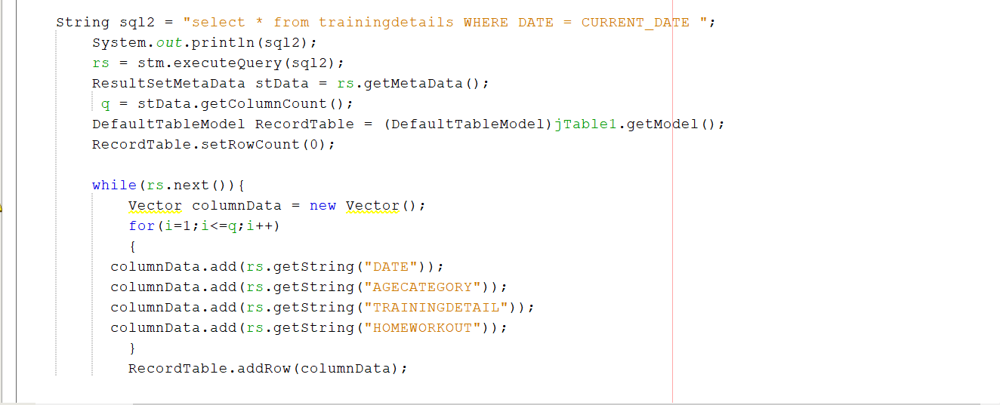 String sql2 = "select * from trainingdetails WHERE DATE = CURRENT_DATE ";
System.out.println(sql2);
rs = stm.executeQuery(sql2);
ResultSetMetaData stData = rs.getMetaData();
q = stData.getColumnCount();
DefaultTableModel RecordTable = (DefaultTableModel)jTable1.getModel();
RecordTable.setRowCount(0);
while(rs.next()){
Vector columnData = new Vector();
for(i=1;i<=q;i++)
{
columnData.add(rs.getString("DATE"));
columnData.add(rs.getString("AGECATEGORY"));
columnData.add(rs.getString("TRAININGDETAIL"));
columnData.add(rs.getString("HOMEWORKOUT"));
}
RecordTable.addRow(columnData);